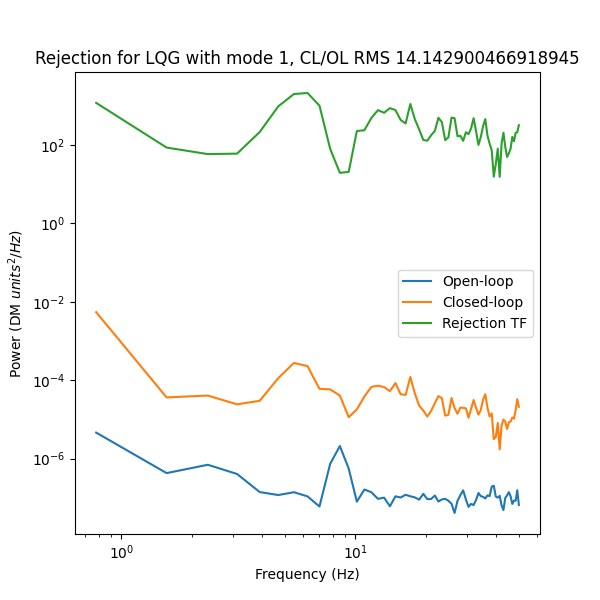 Rejection for LQG with mode 1, CL/OL RMS 14.142900466918945
10²
10⁰
10⁻²
10⁻⁴
10⁻⁶
Power (DM units²/Hz)
Open-loop
Closed-loop
Rejection TF
10⁰
10¹
Frequency (Hz)